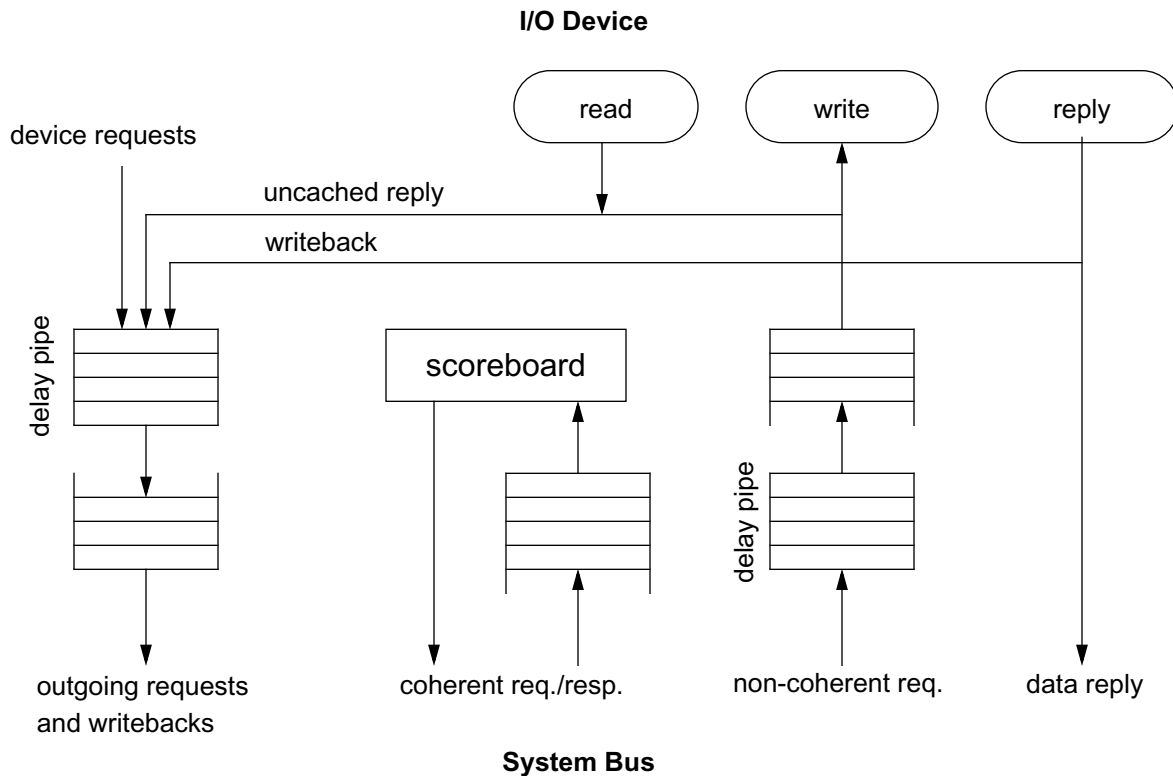 I/O Device
read
write
reply
device requests
uncached reply
writeback
delay pipe
scoreboard
delay pipe
outgoing requests
and writebacks
coherent req./resp.
non-coherent req.
data reply
System Bus